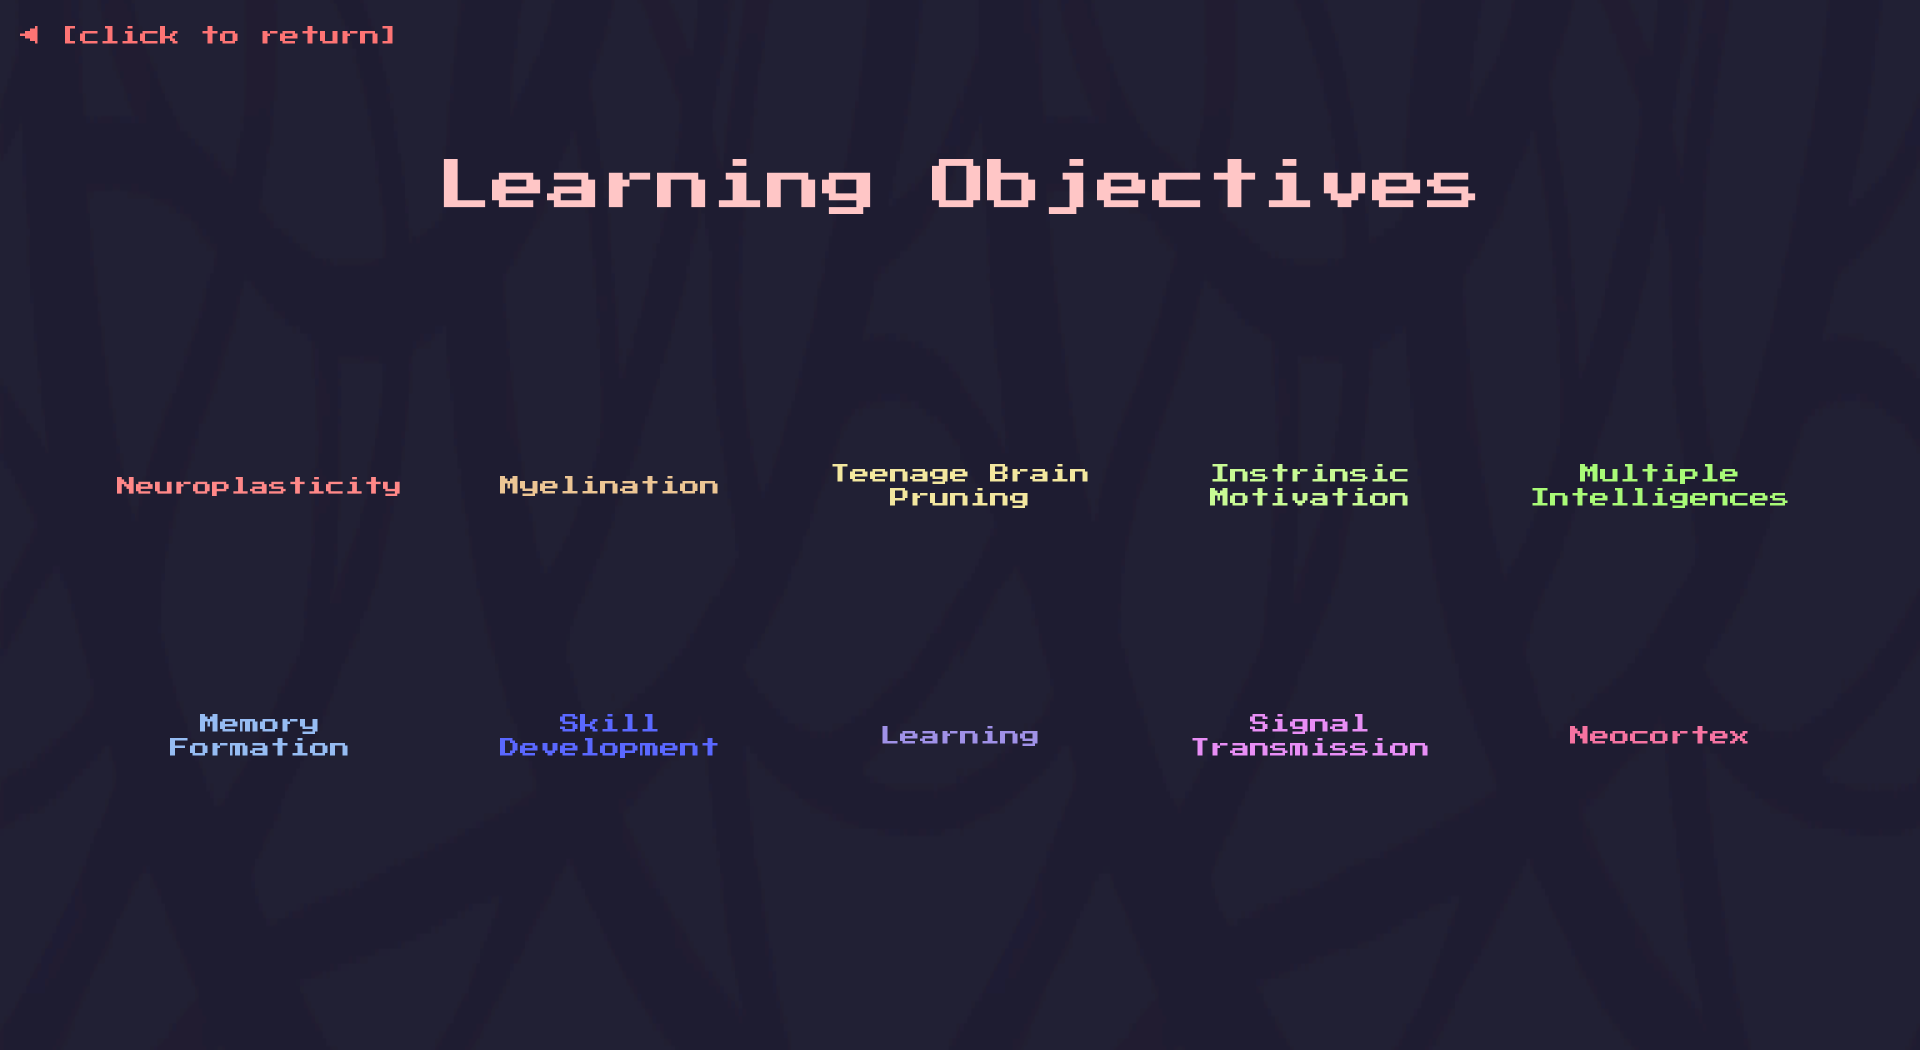 ◄ [click to return]
Learning Objectives
Neuroplasticity
Myelination
Teenage Brain
Pruning
Instrinsic
Motivation
Multiple
Intelligences
Memory
Formation
Skill
Development
Learning
Signal
Transmission
Neocortex